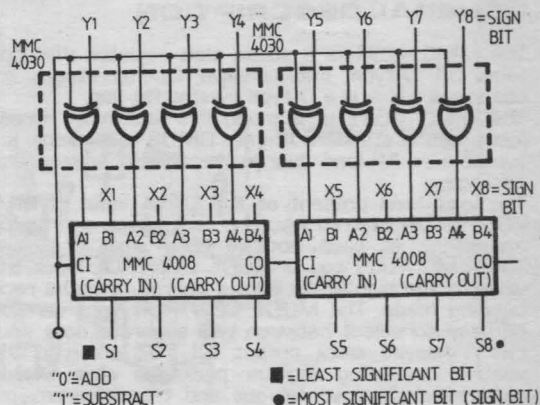 Y1 Y2 Y3 Y4 Y5 Y6 Y7 Y8=SIGN
BIT
MMC
4030
MMC
4030
X1 X2 X3 X4 X5 X6 X7 X8=SIGN
BIT
A1 B1 A2 B2 A3 B3 A4 B4
CI MMC 4008 CO
(CARRY IN) (CARRY OUT)
A1 B1 A2 B2 A3 B3 A4 B4
CI MMC 4008 CO
(CARRY IN) (CARRY OUT)
■ S1 S2 S3 S4 S5 S6 S7 S8 ●
"0"=ADD
"1"=SUBSTRACT
■=LEAST SIGNIFICANT BIT
●=MOST SIGNIFICANT BIT (SIGN. BIT)